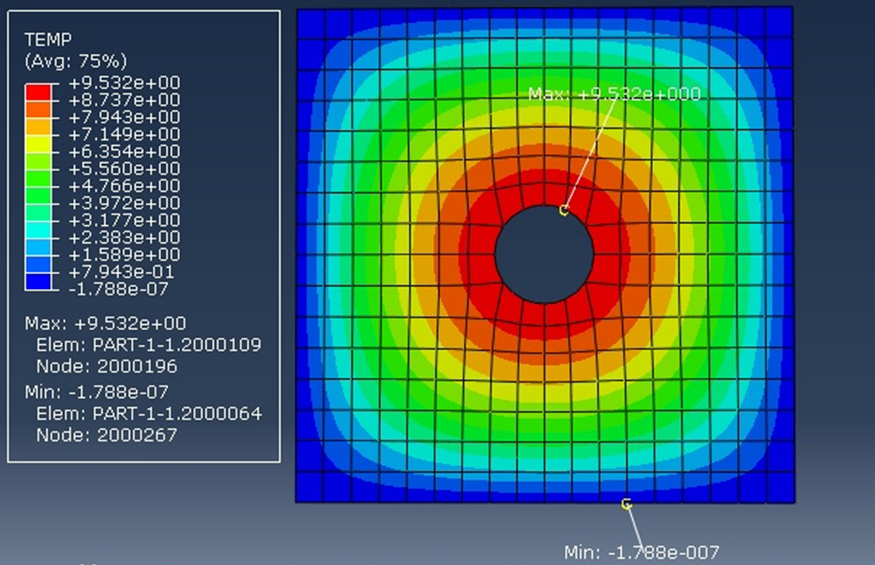 TEMP
(Avg: 75%)
+9.532e+00
+8.737e+00
+7.943e+00
+7.149e+00
+6.354e+00
+5.560e+00
+4.766e+00
+3.972e+00
+3.177e+00
+2.383e+00
+1.589e+00
+7.943e-01
-1.788e-07
Max: +9.532e+00
Elem: PART-1-1.2000109
Node: 2000196
Min: -1.788e-07
Elem: PART-1-1.2000064
Node: 2000267
Max: +9.532e+000
Min: -1.788e-007